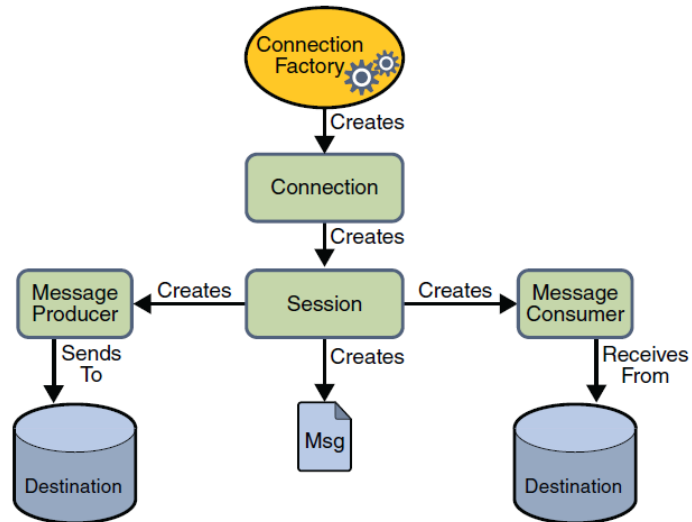 Connection
Factory
Creates
Connection
Creates
Message
Producer
Creates
Session
Creates
Message
Consumer
Sends
To
Creates
Receives
From
Msg
Destination
Destination